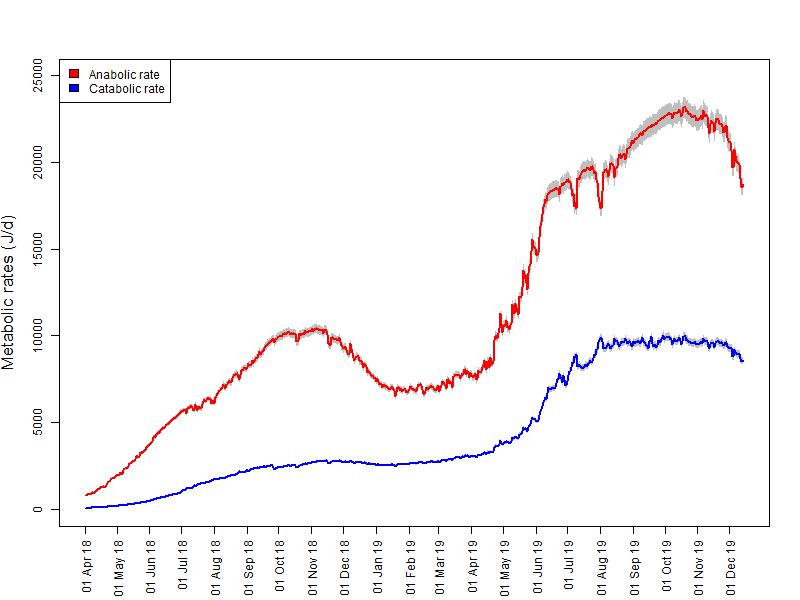 Anabolic rate
Catabolic rate
Metabolic rates (J/d)
25000
20000
15000
10000
5000
0
01 Apr 18
01 May 18
01 Jun 18
01 Jul 18
01 Aug 18
01 Sep 18
01 Oct 18
01 Nov 18
01 Dec 18
01 Jan 19
01 Feb 19
01 Mar 19
01 Apr 19
01 May 19
01 Jun 19
01 Jul 19
01 Aug 19
01 Sep 19
01 Oct 19
01 Nov 19
01 Dec 19